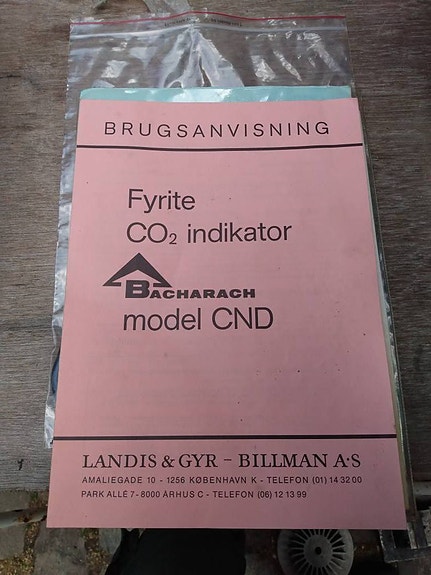 BRUGSANVISNING
Fyrite
CO₂ indikator
BACHARACH
model CND
LANDIS & GYR - BILLMAN A·S
AMALIEGADE 10 - 1256 KØBENHAVN K - TELEFON (01) 14 32 00
PARK ALLÉ 7 - 8000 ÅRHUS C - TELEFON (06) 12 13 99